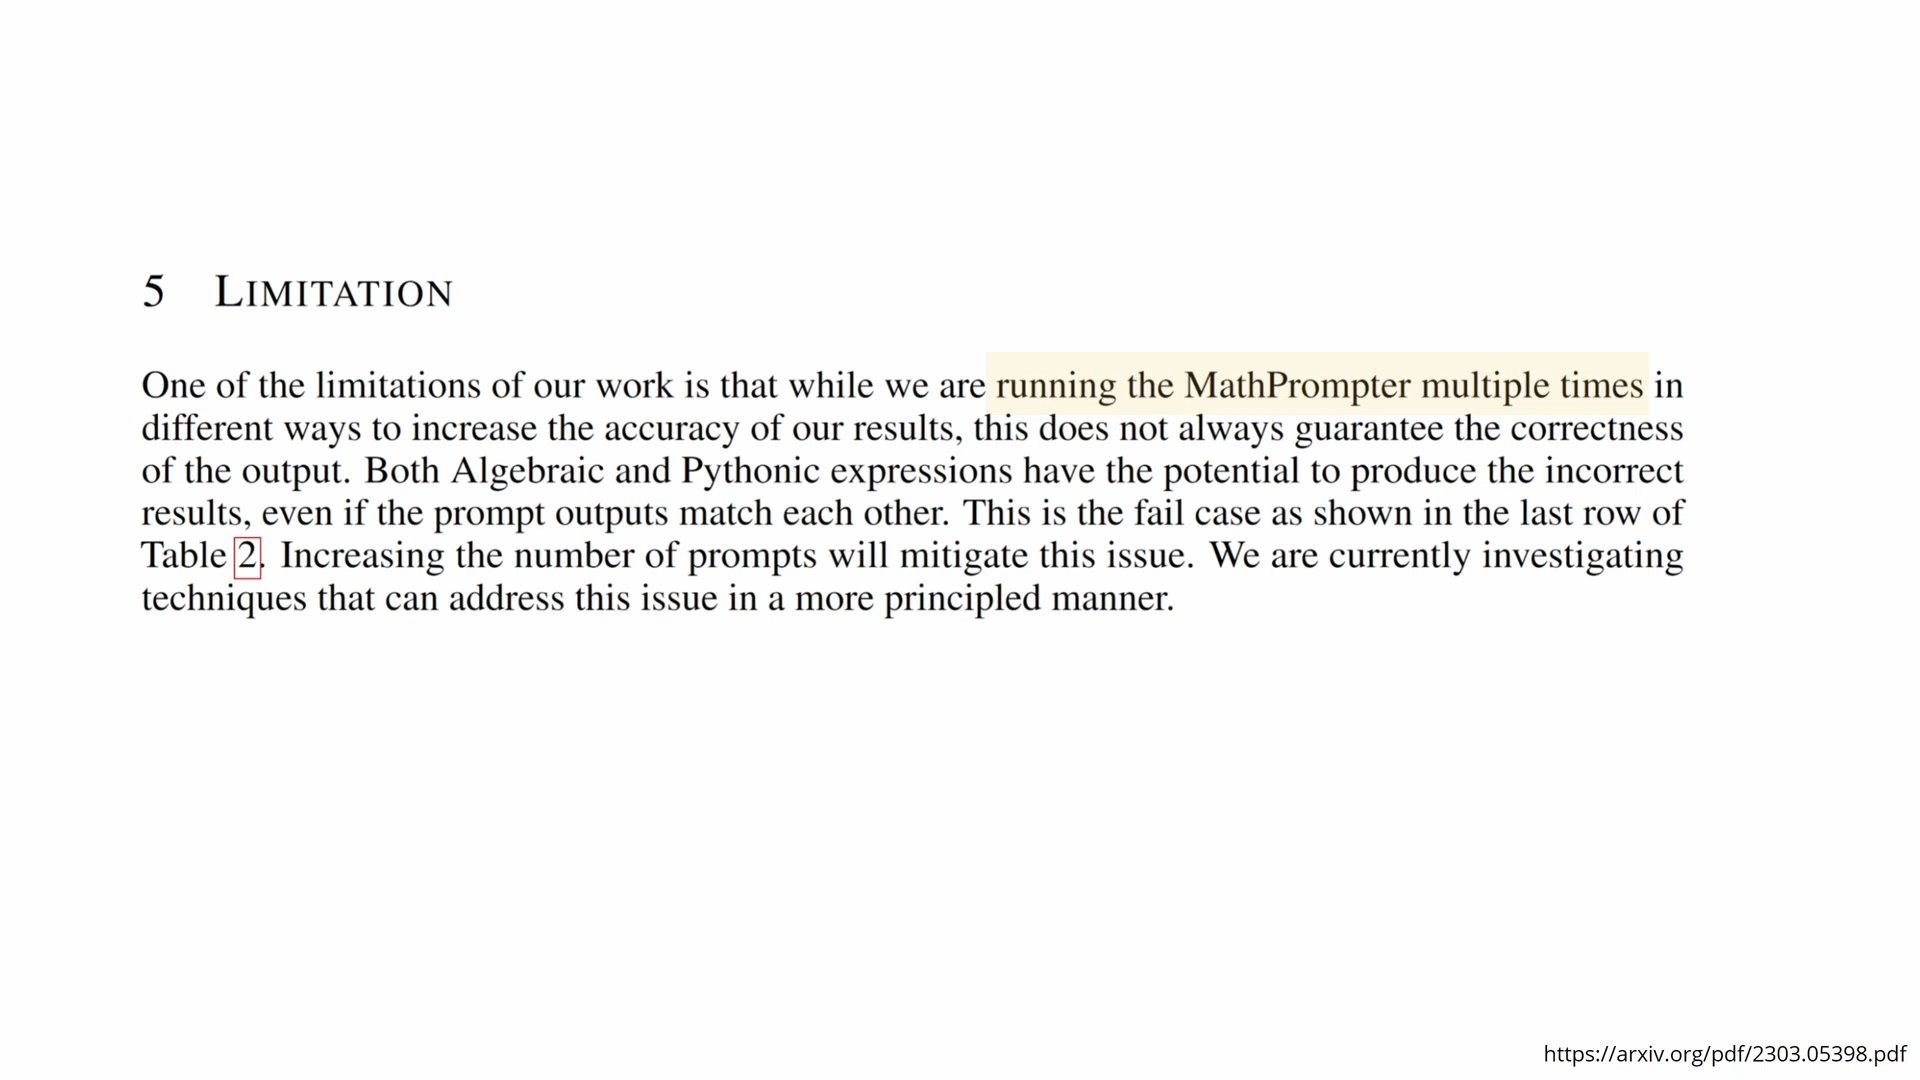 5 LIMITATION
One of the limitations of our work is that while we are running the MathPrompter multiple times in
different ways to increase the accuracy of our results, this does not always guarantee the correctness
of the output. Both Algebraic and Pythonic expressions have the potential to produce the incorrect
results, even if the prompt outputs match each other. This is the fail case as shown in the last row of
Table 2. Increasing the number of prompts will mitigate this issue. We are currently investigating
techniques that can address this issue in a more principled manner.
https://arxiv.org/pdf/2303.05398.pdf